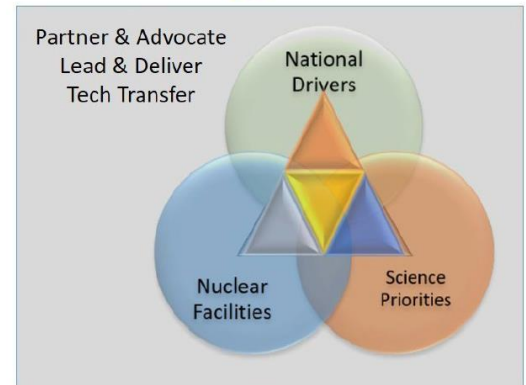 Partner & Advocate
Lead & Deliver
Tech Transfer
National
Drivers
Nuclear
Facilities
Science
Priorities